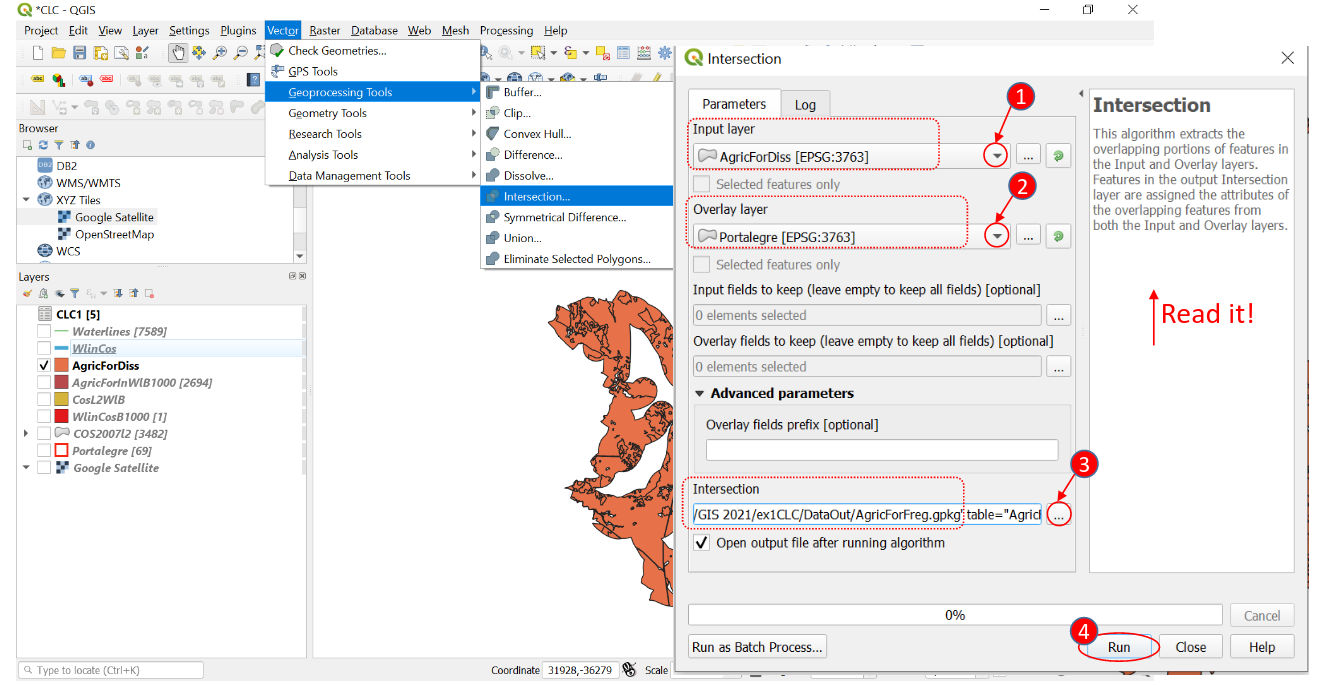 *CLC - QGIS
Project Edit View Layer Settings Plugins Vector Raster Database Web Mesh Processing Help
Check Geometries...
GPS Tools
Geoprocessing Tools
Geometry Tools
Research Tools
Analysis Tools
Data Management Tools
Buffer...
Clip...
Convex Hull...
Difference...
Dissolve...
Intersection...
Symmetrical Difference...
Union...
Eliminate Selected Polygons...
Browser
DB2
WMS/WMTS
XYZ Tiles
Google Satellite
OpenStreetMap
WCS
Layers
CLC1 [5]
Waterlines [7589]
WlinCos
AgricForDiss
AgricForInWlB1000 [2694]
CosL2WlB
WlinCosB1000 [1]
COS2007l2 [3482]
Portalegre [69]
Google Satellite
Type to locate (Ctrl+K)
Coordinate 31928,-36279 Scale
Intersection
Parameters Log
1
Input layer
AgricForDiss [EPSG:3763] ...
Selected features only
2
Overlay layer
Portalegre [EPSG:3763] ...
Selected features only
Input fields to keep (leave empty to keep all fields) [optional]
0 elements selected ...
Overlay fields to keep (leave empty to keep all fields) [optional]
0 elements selected ...
Advanced parameters
Overlay fields prefix [optional]
3
Intersection
/GIS 2021/ex1CLC/DataOut/AgricForFreg.gpkg' table="Agric ...
Open output file after running algorithm
0% Cancel
4
Run as Batch Process... Run Close Help
Intersection
This algorithm extracts the
overlapping portions of features in
the Input and Overlay layers.
Features in the output Intersection
layer are assigned the attributes of
the overlapping features from
both the Input and Overlay layers.
Read it!